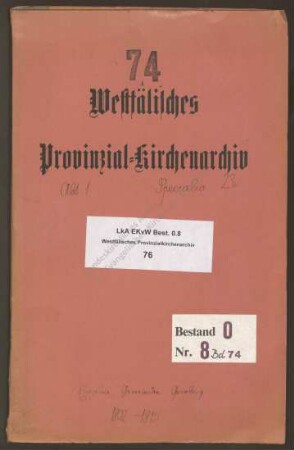 74
Westfälisches
Provinzial-Kirchenarchiv
Abt 1 Specialia
LkA EKvW Best. 0.8
Westfälisches Provinzialkirchenarchiv
76
Bestand 0
Nr. 8 Bd 74